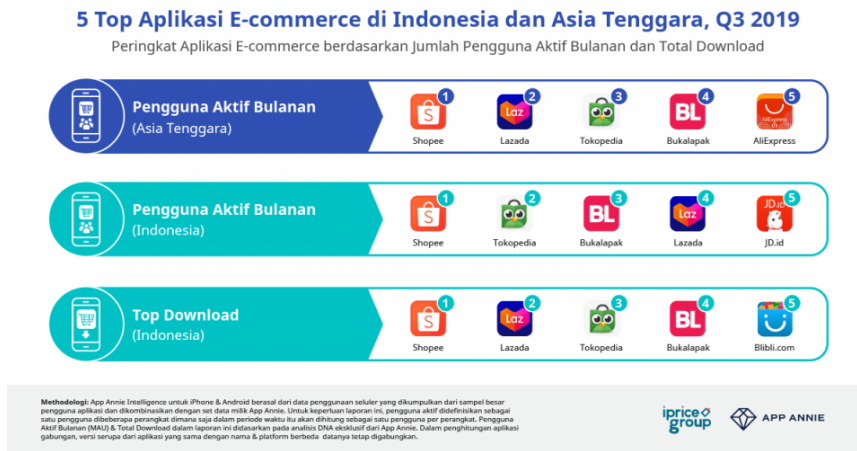 5 Top Aplikasi E-commerce di Indonesia dan Asia Tenggara, Q3 2019
Peringkat Aplikasi E-commerce berdasarkan Jumlah Pengguna Aktif Bulanan dan Total Download
Pengguna Aktif Bulanan
(Asia Tenggara)
1 2 3 4 5
S Laz BL AliExpress
Shopee Lazada Tokopedia Bukalapak AliExpress
Pengguna Aktif Bulanan
(Indonesia)
1 2 3 4 5
S BL Laz JD.ID
Shopee Tokopedia Bukalapak Lazada JD.id
Top Download
(Indonesia)
1 2 3 4 5
S Laz BL
Shopee Lazada Tokopedia Bukalapak Blibli.com
Methodologi: App Annie Intelligence untuk iPhone & Android berasal dari data penggunaan seluler yang dikumpulkan dari sampel besar
pengguna aplikasi dan dikombinasikan dengan set data milik App Annie. Untuk keperluan laporan ini, pengguna aktif didefinisikan sebagai
satu pengguna dibeberapa perangkat dimana saja dalam periode waktu itu akan dihitung sebagai satu pengguna per perangkat. Pengguna
Aktif Bulanan (MAU) & Total Download dalam laporan ini didasarkan pada analisis DNA eksklusif dari App Annie. Dalam penghitungan aplikasi
gabungan, versi serupa dari aplikasi yang sama dengan nama & platform berbeda datanya tetap digabungkan.
iprice
group
APP ANNIE